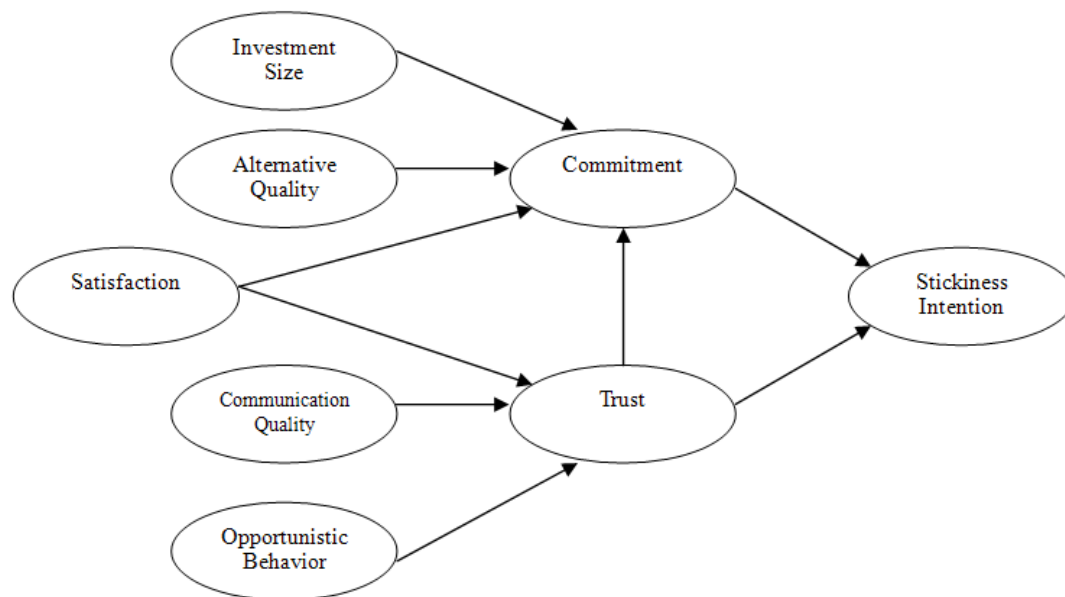 Investment
Size
Alternative
Quality
Commitment
Satisfaction
Stickiness
Intention
Communication
Quality
Trust
Opportunistic
Behavior